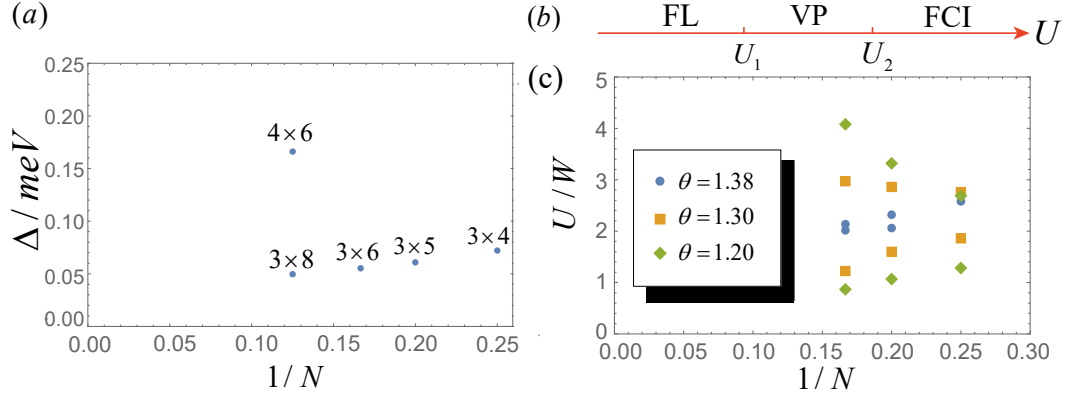 (a)
Δ / meV
0.25
0.20
0.15
0.10
0.05
0.00
4×6
3×8
3×6
3×5
3×4
0.00 0.05 0.10 0.15 0.20 0.25
1/N
(b)
FL VP FCI
U
U₁ U₂
(c)
U/W
5
4
3
2
1
0
θ=1.38
θ=1.30
θ=1.20
0.00 0.05 0.10 0.15 0.20 0.25 0.30
1/N